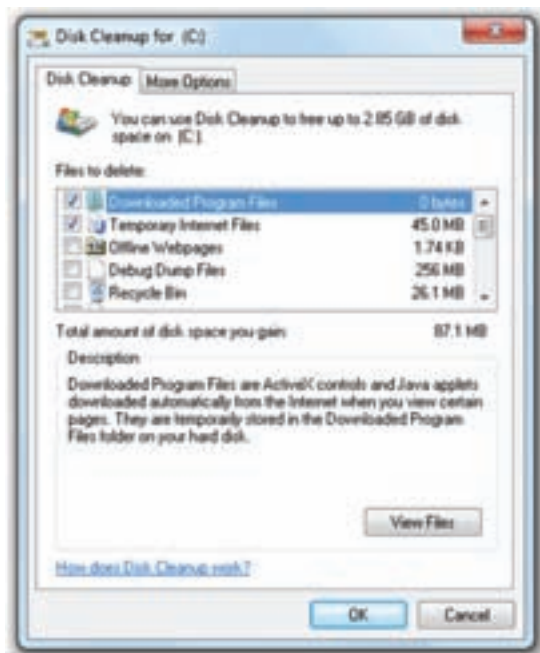 Disk Cleanup for (C:)
Disk Cleanup
More Options
You can use Disk Cleanup to free up to 2.85 GB of disk
space on (C:).
Files to delete:
Downloaded Program Files 0 bytes
Temporary Internet Files 45.0 MB
Offline Webpages 1.74 KB
Debug Dump Files 256 MB
Recycle Bin 26.1 MB
Total amount of disk space you gain: 87.1 MB
Description
Downloaded Program Files are ActiveX controls and Java applets
downloaded automatically from the Internet when you view certain
pages. They are temporarily stored in the Downloaded Program
Files folder on your hard disk.
View Files
How does Disk Cleanup work?
OK
Cancel